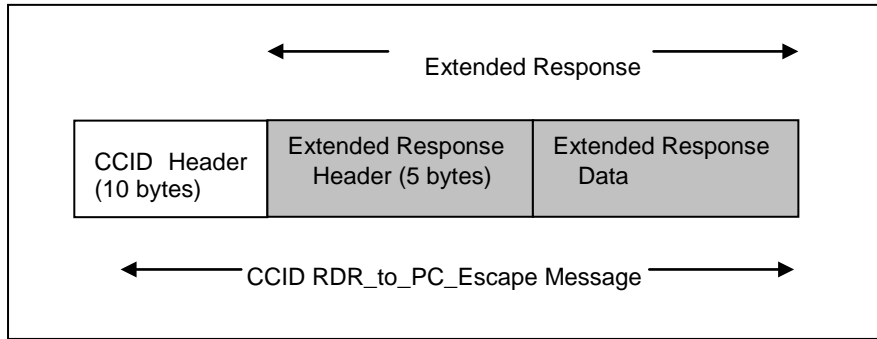 Extended Response
CCID Header
(10 bytes)
Extended Response
Header (5 bytes)
Extended Response
Data
CCID RDR_to_PC_Escape Message